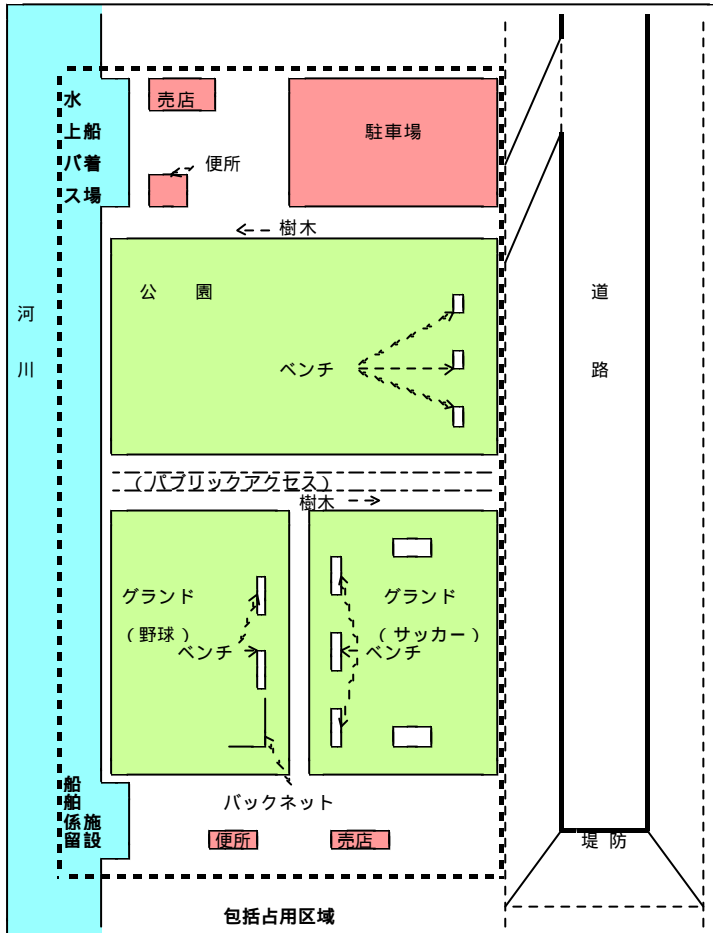 水上バス
船着場
売店
駐車場
便所
樹木
公　園
河川
道路
ベンチ
（パブリックアクセス）
樹木
グランド
（野球）
ベンチ
グランド
（サッカー）
ベンチ
船舶係留
施設
バックネット
便所
売店
堤 防
包括占用区域